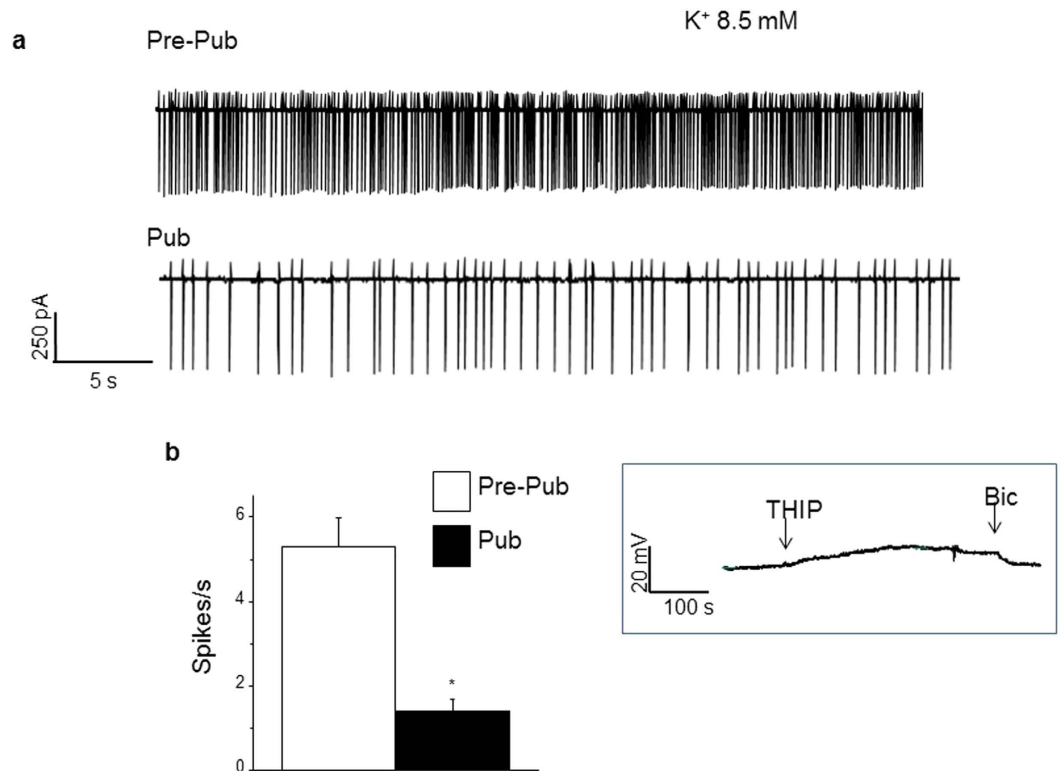 K⁺ 8.5 mM
a
Pre-Pub
Pub
250 pA
5 s
b
Pre-Pub
Pub
Spikes/s
6
4
2
0
*
THIP
Bic
20 mV
100 s